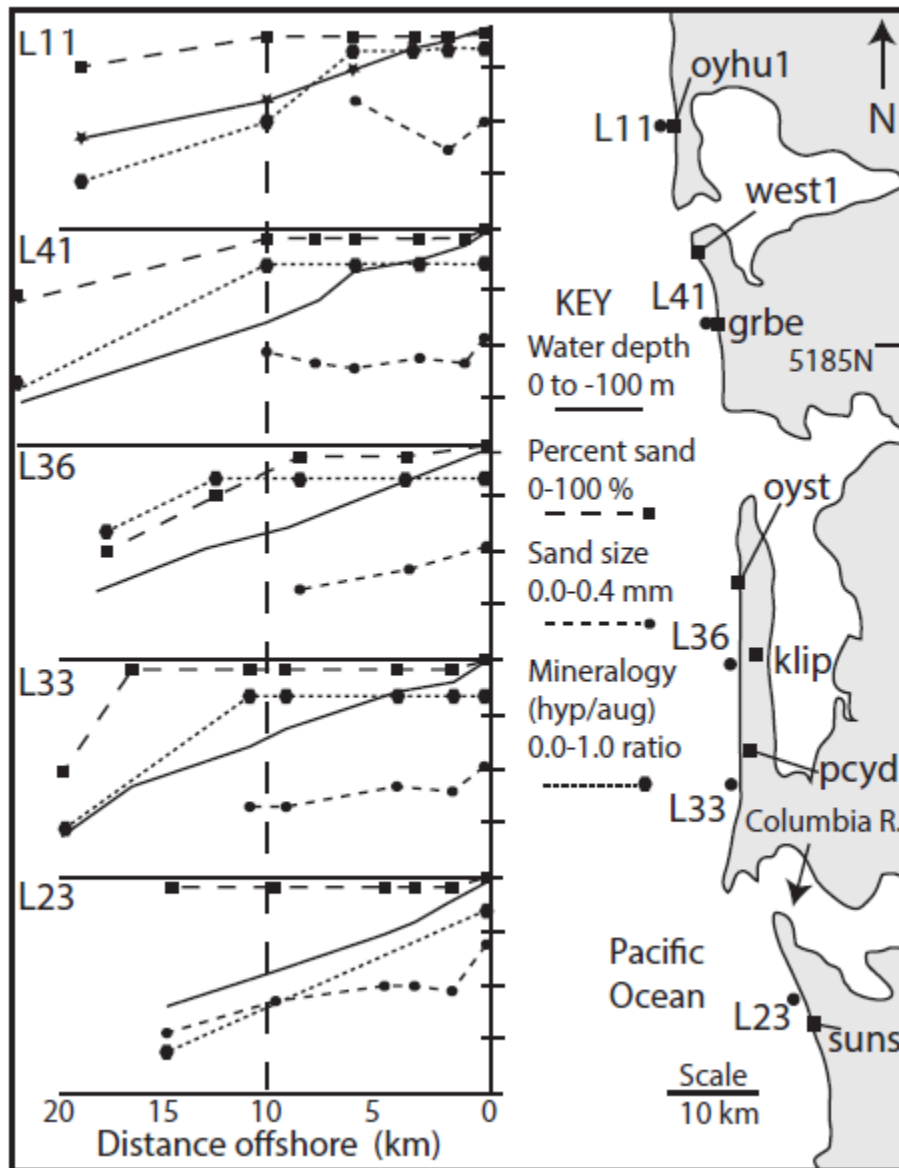 L11
L41
L36
L33
L23
20 15 10 5 0
Distance offshore (km)
KEY
Water depth
0 to -100 m
Percent sand
0-100 %
Sand size
0.0-0.4 mm
Mineralogy
(hyp/aug)
0.0-1.0 ratio
oyhu1
N
L11
west1
L41
grbe
5185N
oyst
L36
klip
pcyd
L33
Columbia R.
Pacific
Ocean
L23
suns
Scale
10 km